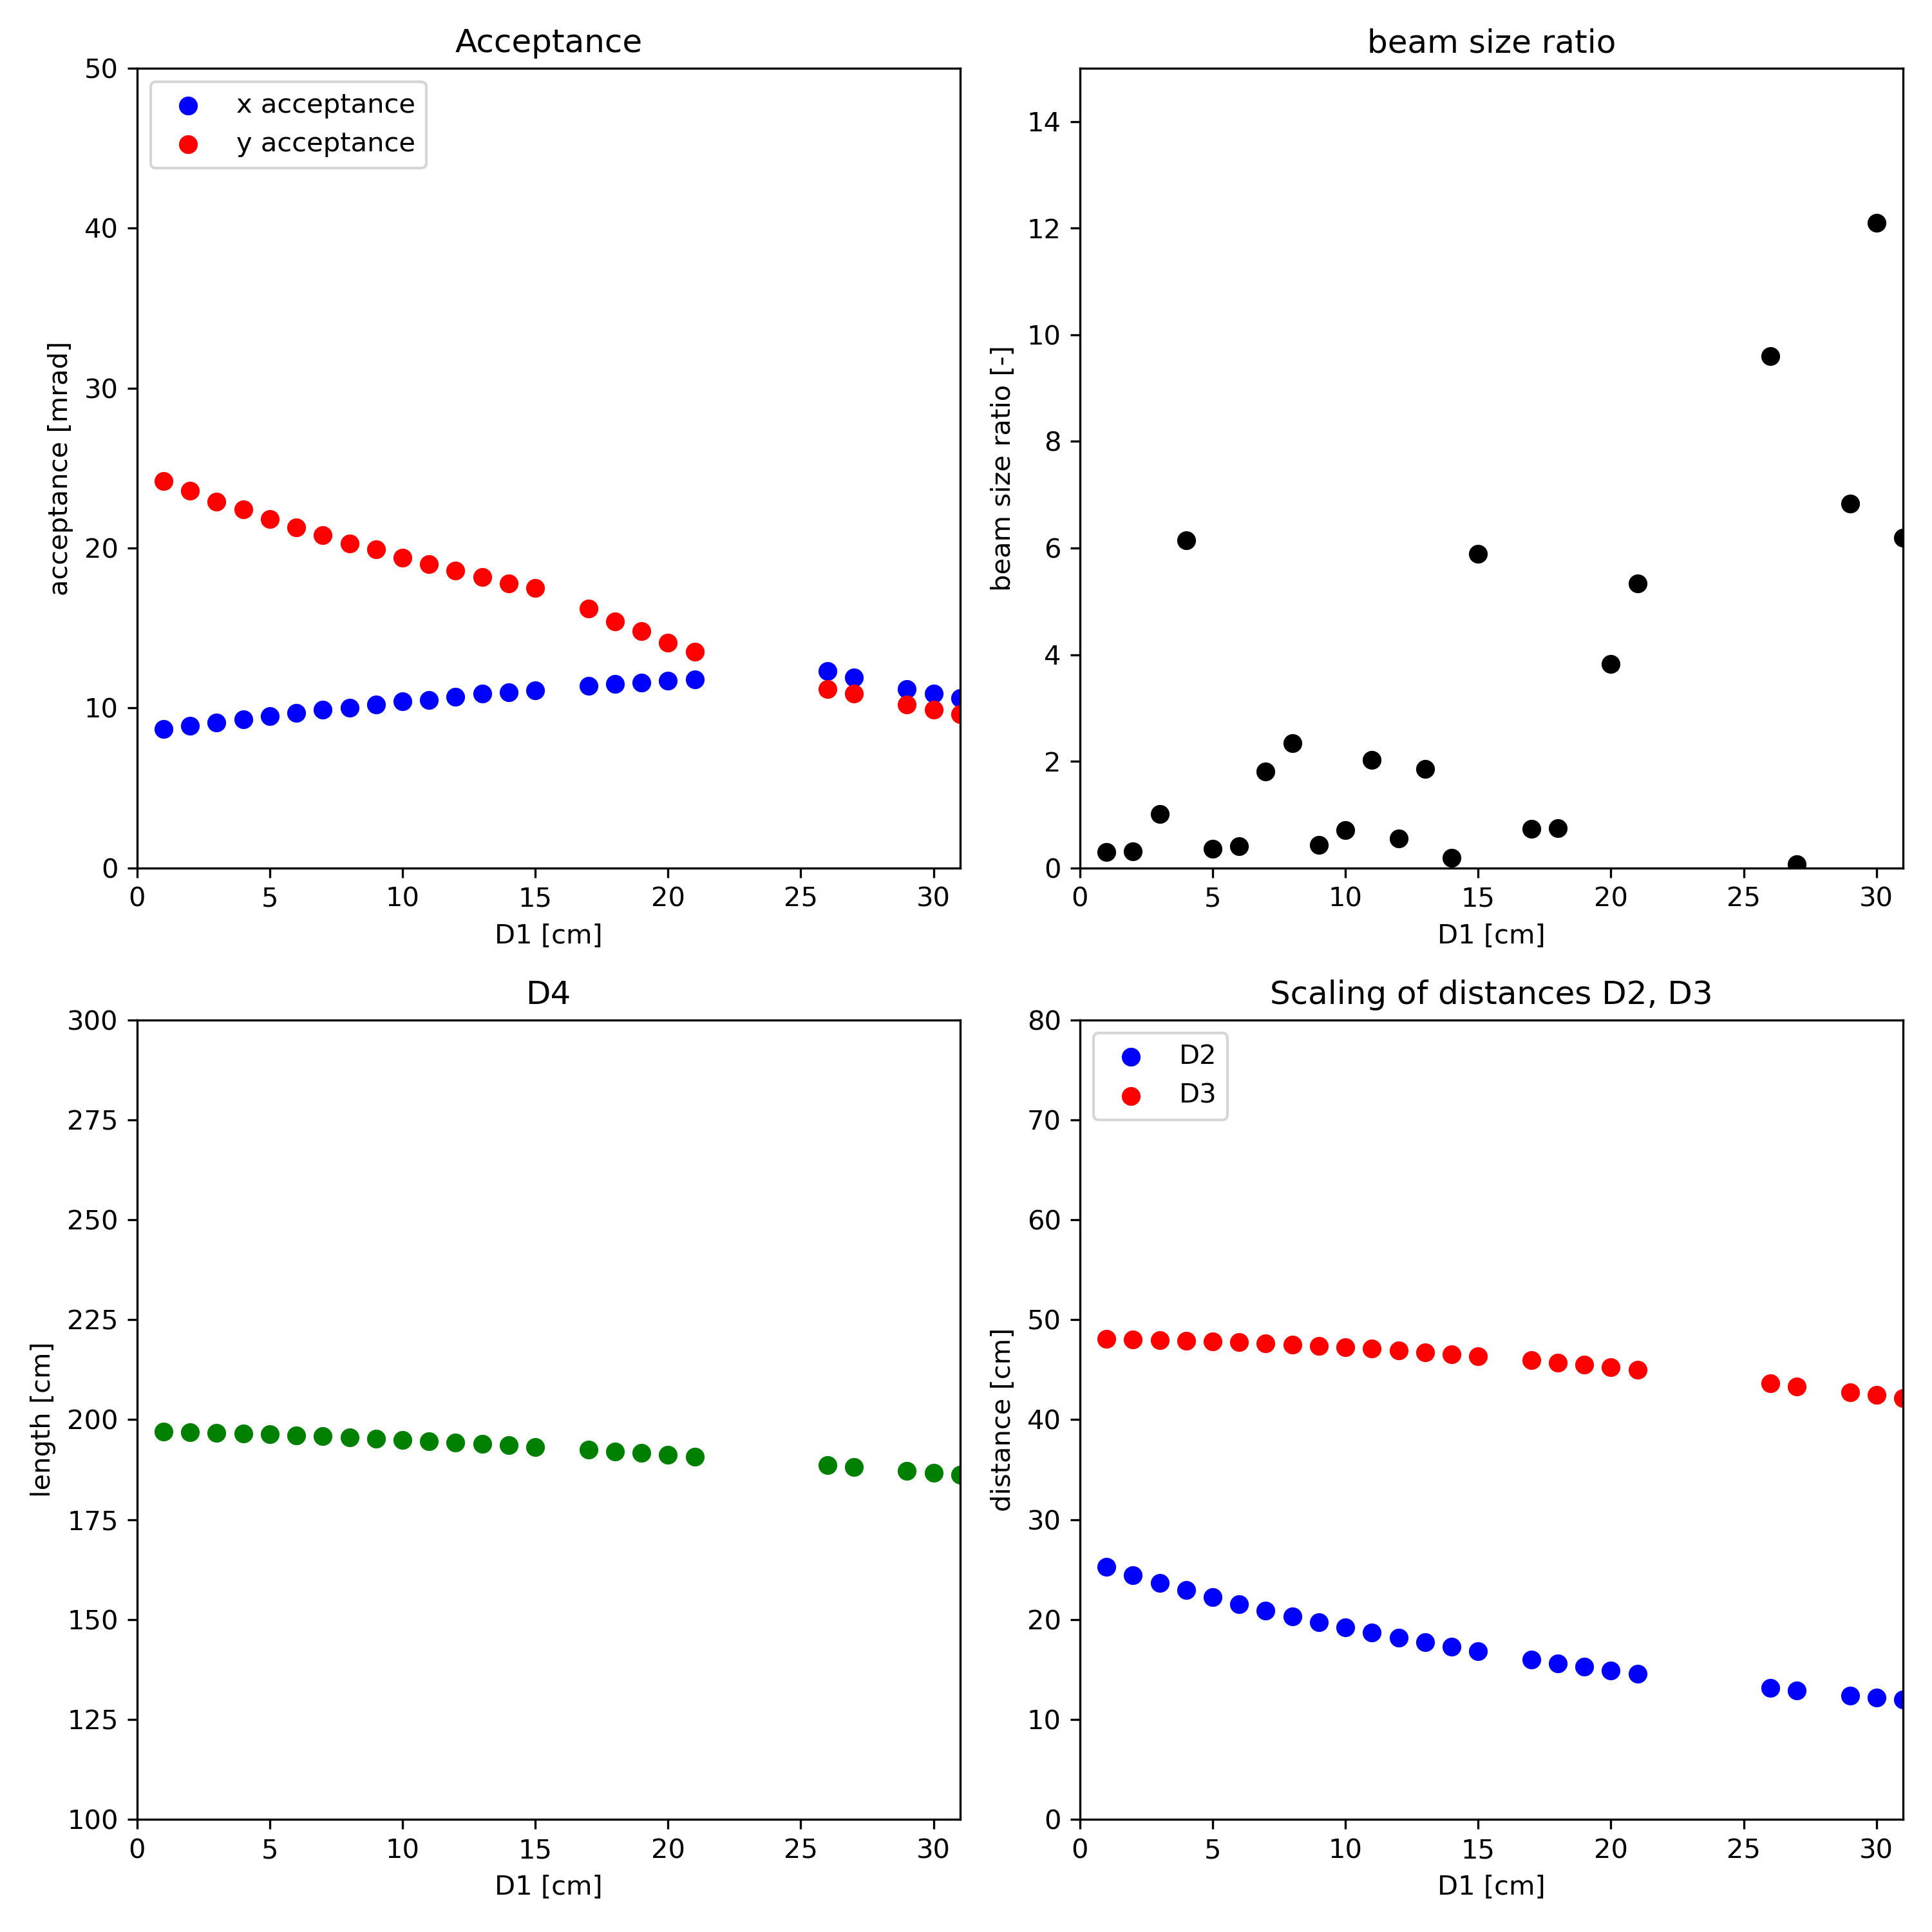 Acceptance
50
40
30
20
10
0
acceptance [mrad]
x acceptance
y acceptance
0 5 10 15 20 25 30
D1 [cm]
beam size ratio
14
12
10
8
6
4
2
0
beam size ratio [-]
0 5 10 15 20 25 30
D1 [cm]
D4
300
275
250
225
200
175
150
125
100
length [cm]
0 5 10 15 20 25 30
D1 [cm]
Scaling of distances D2, D3
80
70
60
50
40
30
20
10
0
distance [cm]
D2
D3
0 5 10 15 20 25 30
D1 [cm]